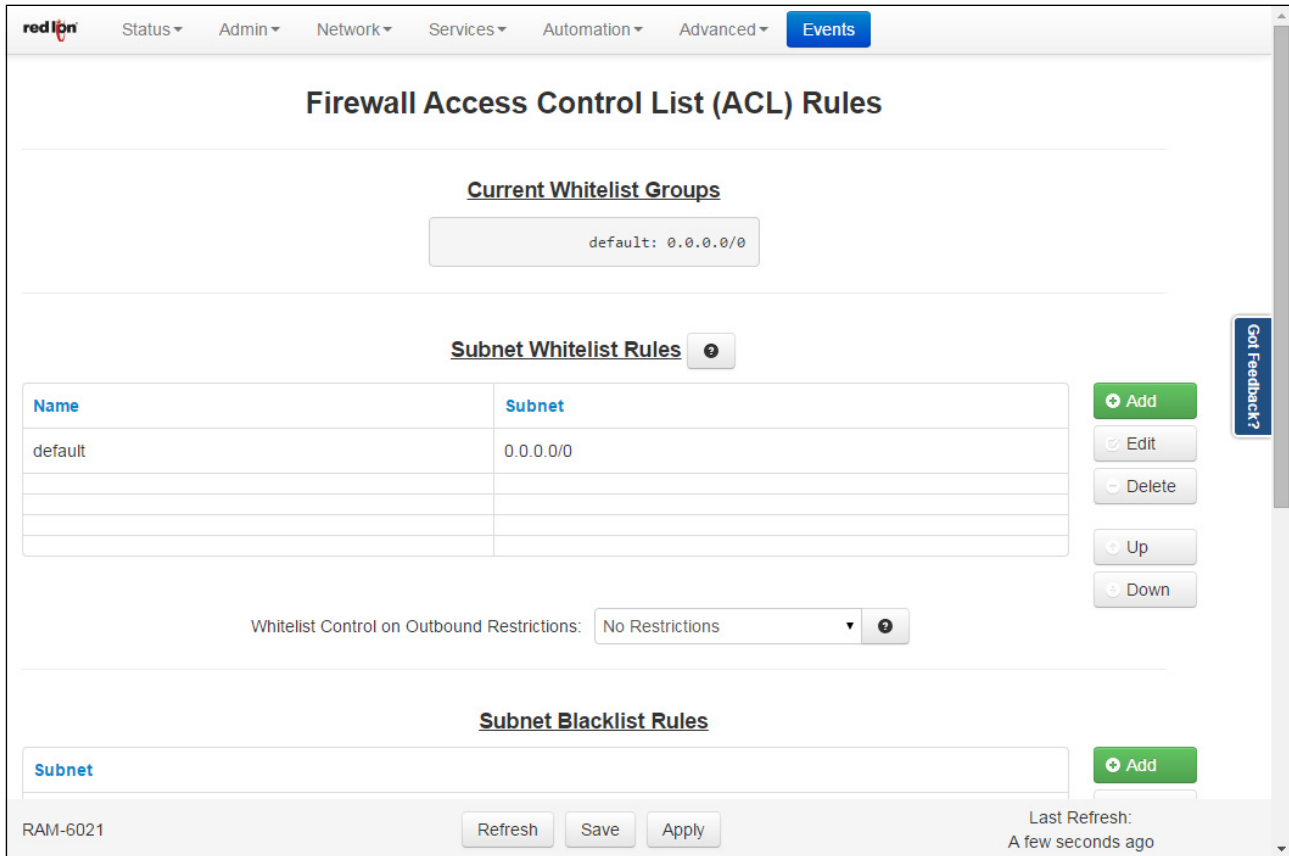 red lion Status Admin Network Services Automation Advanced Events
Firewall Access Control List (ACL) Rules
Current Whitelist Groups
default: 0.0.0.0/0
Subnet Whitelist Rules
Name Subnet
default 0.0.0.0/0
Add
Edit
Delete
Up
Down
Got Feedback?
Whitelist Control on Outbound Restrictions: No Restrictions
Subnet Blacklist Rules
Subnet
Add
RAM-6021 Refresh Save Apply Last Refresh:
A few seconds ago